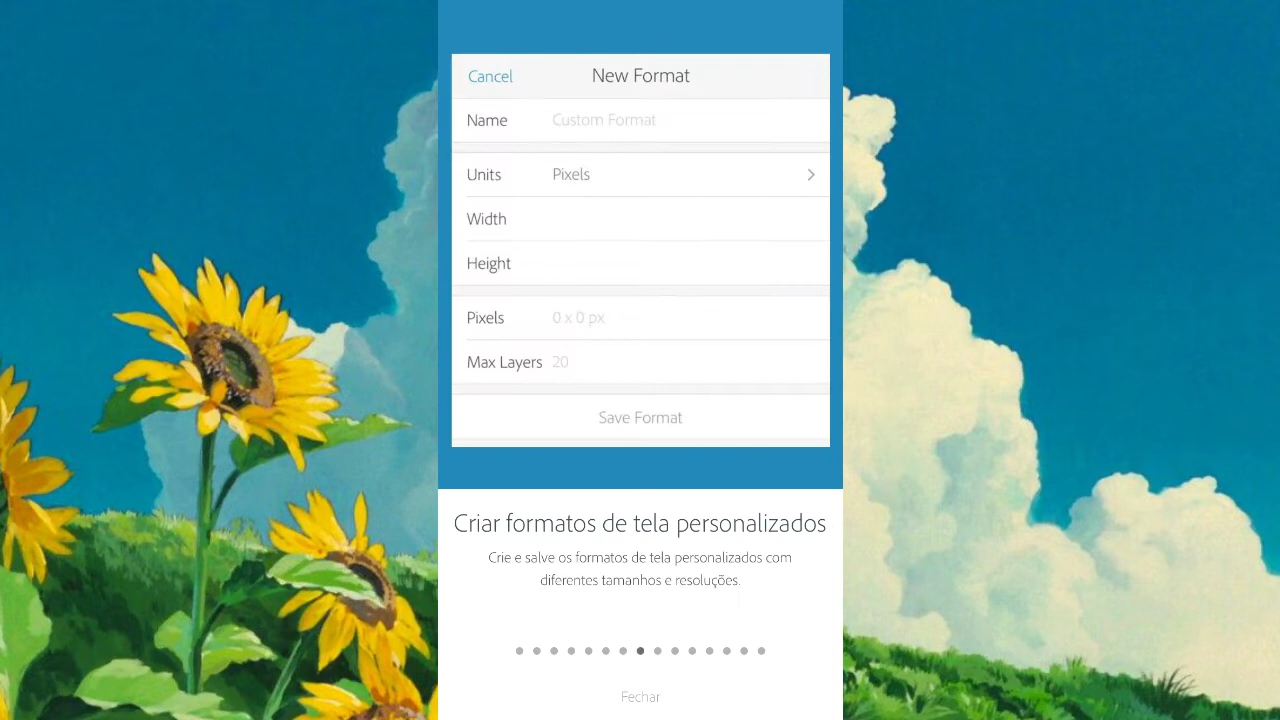 Cancel New Format
Name Custom Format
Units Pixels
Width
Height
Pixels 0 x 0 px
Max Layers 20
Save Format
Criar formatos de tela personalizados
Crie e salve os formatos de tela personalizados com
diferentes tamanhos e resoluções.
Fechar